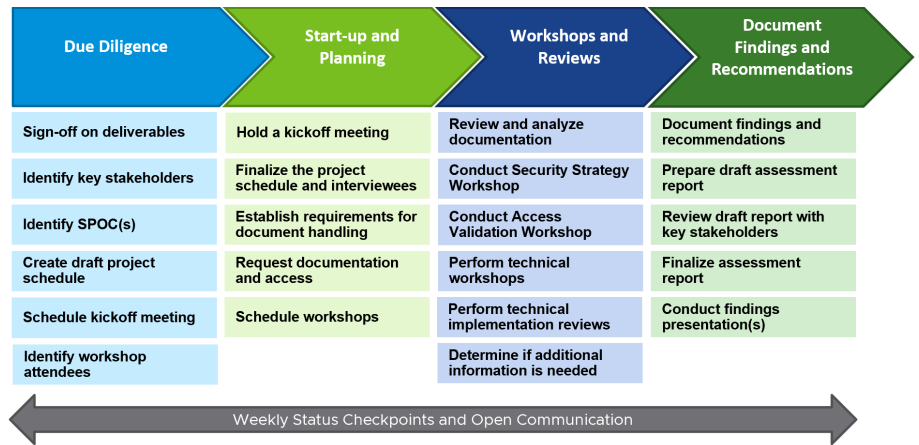 Due Diligence
Start-up and
Planning
Workshops and
Reviews
Document
Findings and
Recommendations
Sign-off on deliverables
Identify key stakeholders
Identify SPOC(s)
Create draft project
schedule
Schedule kickoff meeting
Identify workshop
attendees
Hold a kickoff meeting
Finalize the project
schedule and interviewees
Establish requirements for
document handling
Request documentation
and access
Schedule workshops
Review and analyze
documentation
Conduct Security Strategy
Workshop
Conduct Access
Validation Workshop
Perform technical
workshops
Perform technical
implementation reviews
Determine if additional
information is needed
Document findings and
recommendations
Prepare draft assessment
report
Review draft report with
key stakeholders
Finalize assessment
report
Conduct findings
presentation(s)
Weekly Status Checkpoints and Open Communication